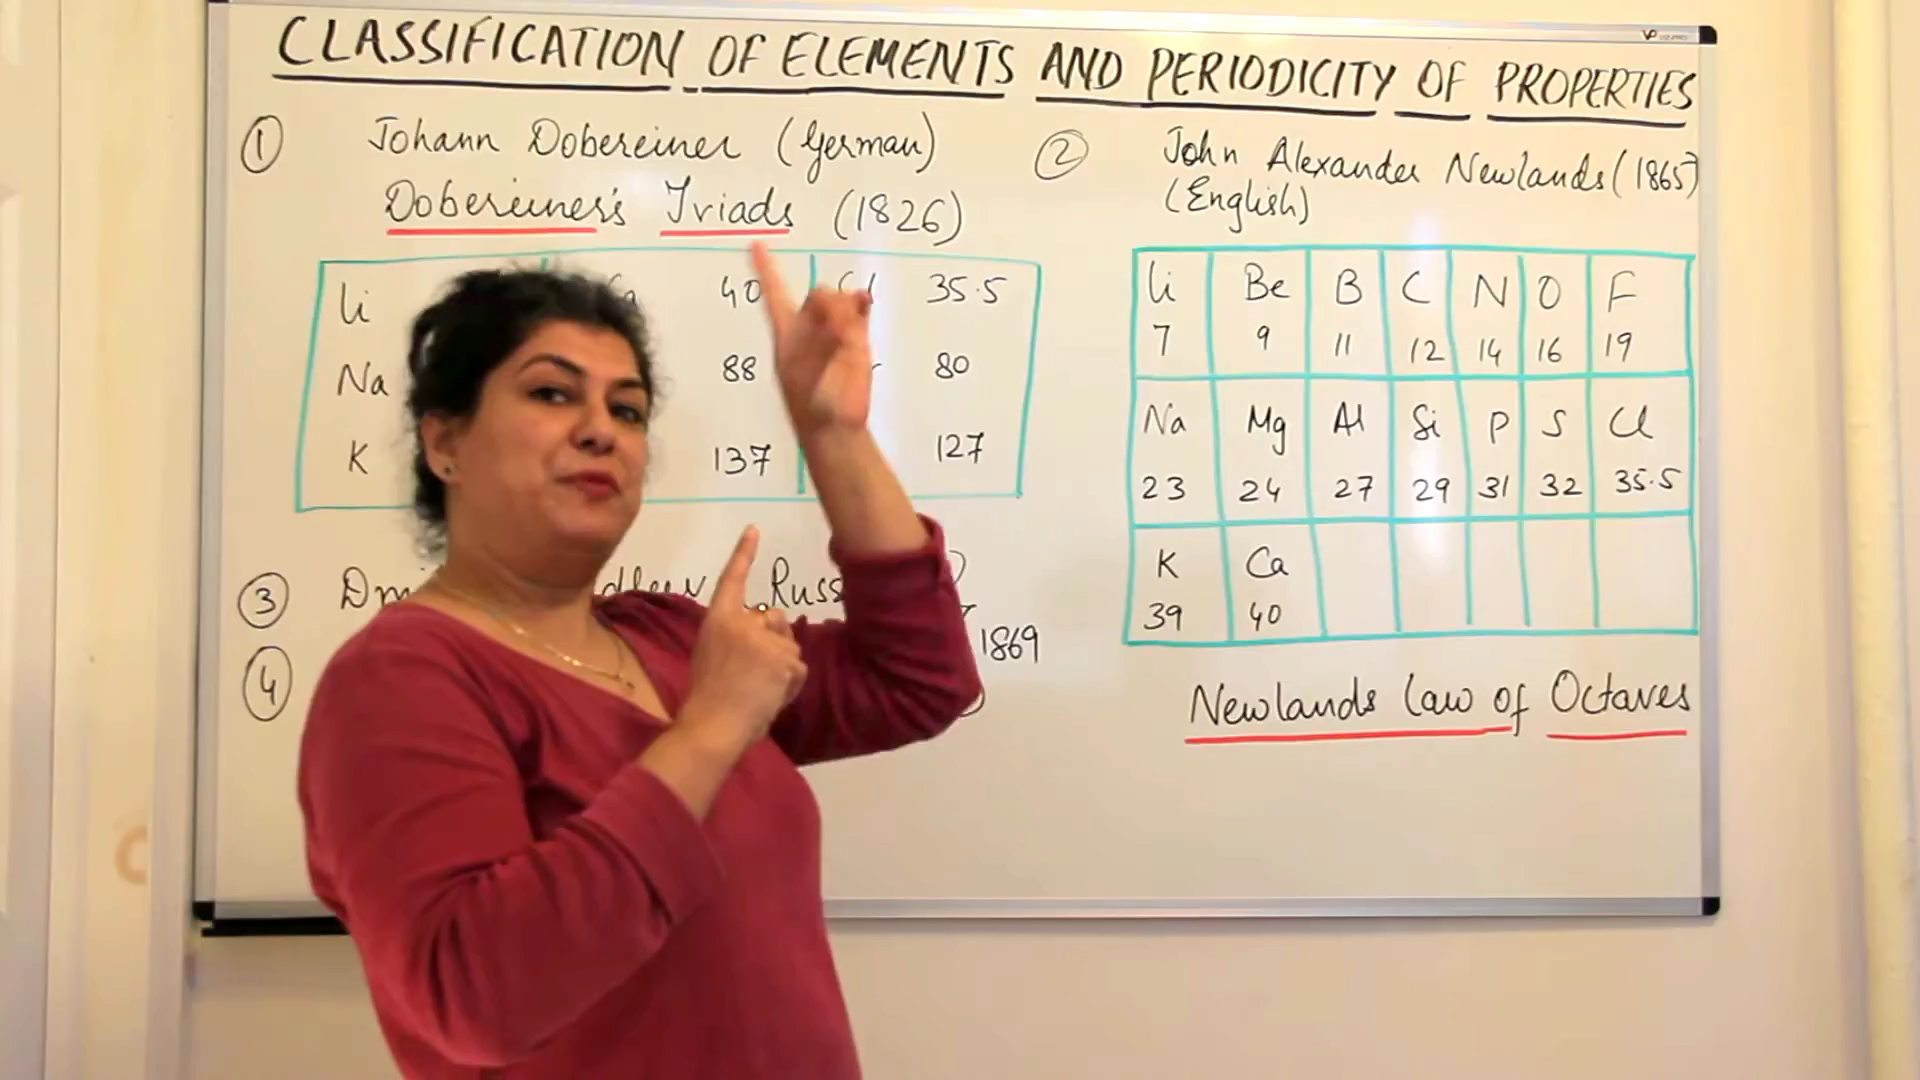 CLASSIFICATION OF ELEMENTS AND PERIODICITY OF PROPERTIES
① Johann Dobereiner (German)
Dobereiner's Triads (1826)
Li 40 35.5
Na 88 80
K 137 127
② John Alexander Newlands (1865)
(English)
Li Be B C N O F
7 9 11 12 14 16 19
Na Mg Al Si P S Cl
23 24 27 29 31 32 35.5
K Ca
39 40
Newlands Law of Octaves
③
1869
④